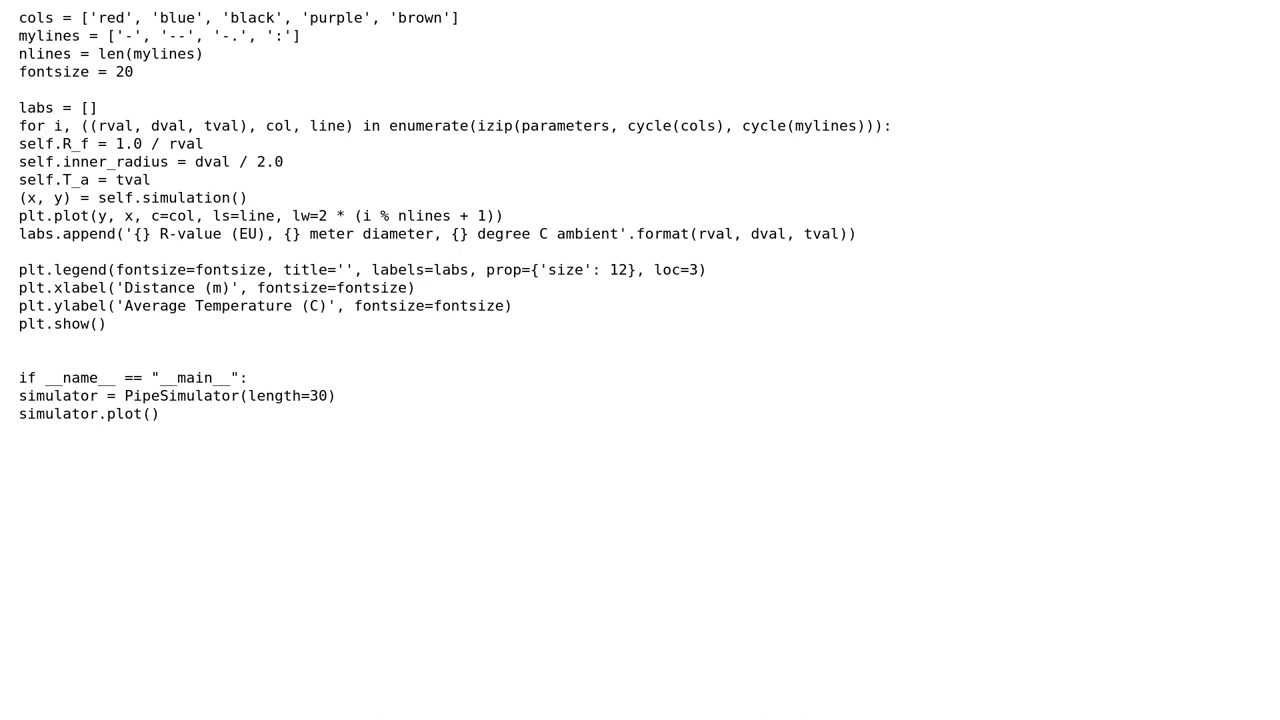 cols = ['red', 'blue', 'black', 'purple', 'brown']
mylines = ['-', '--', '-.', ':']
nlines = len(mylines)
fontsize = 20

labs = []
for i, ((rval, dval, tval), col, line) in enumerate(izip(parameters, cycle(cols), cycle(mylines))):
self.R_f = 1.0 / rval
self.inner_radius = dval / 2.0
self.T_a = tval
(x, y) = self.simulation()
plt.plot(y, x, c=col, ls=line, lw=2 * (i % nlines + 1))
labs.append('{} R-value (EU), {} meter diameter, {} degree C ambient'.format(rval, dval, tval))

plt.legend(fontsize=fontsize, title='', labels=labs, prop={'size': 12}, loc=3)
plt.xlabel('Distance (m)', fontsize=fontsize)
plt.ylabel('Average Temperature (C)', fontsize=fontsize)
plt.show()


if __name__ == "__main__":
simulator = PipeSimulator(length=30)
simulator.plot()